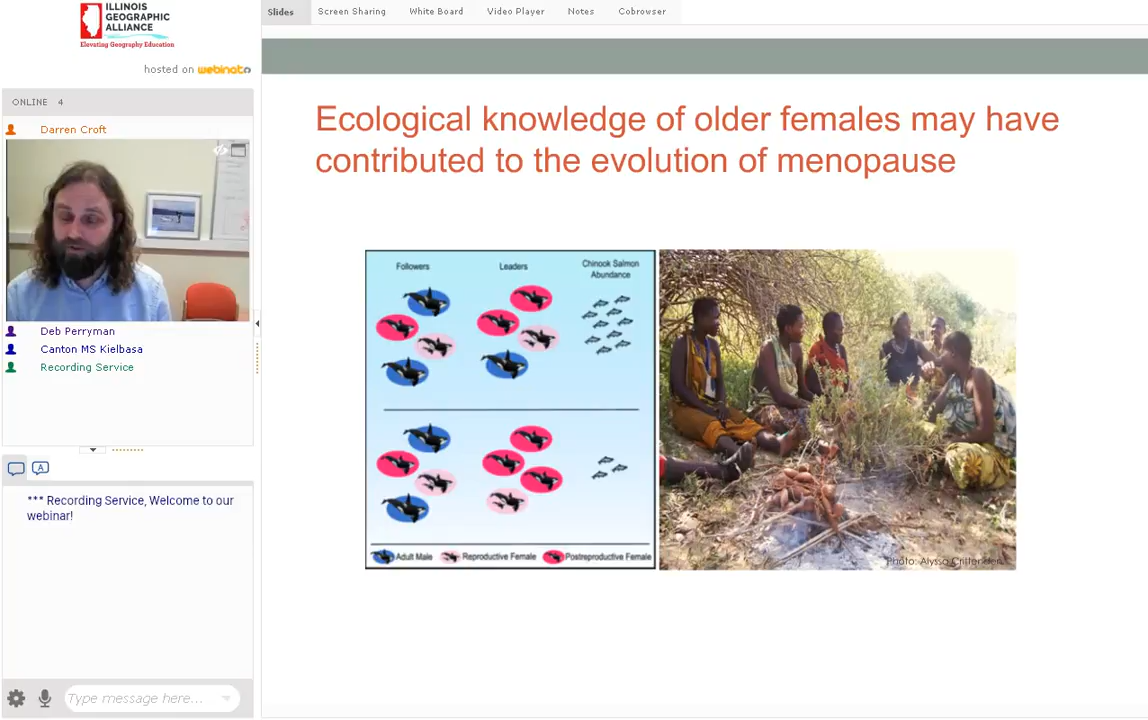 ILLINOIS
GEOGRAPHIC
ALLIANCE
Elevating Geography Education
hosted on webinato
ONLINE 4
Darren Croft
Deb Perryman
Canton MS Kielbasa
Recording Service
*** Recording Service, Welcome to our
webinar!
Type message here...
Slides Screen Sharing White Board Video Player Notes Cobrowser
Ecological knowledge of older females may have
contributed to the evolution of menopause
Followers Leaders Chinook Salmon
Abundance
Adult Male Reproductive Female Postreproductive Female
Photo: Alyssa Crittenden